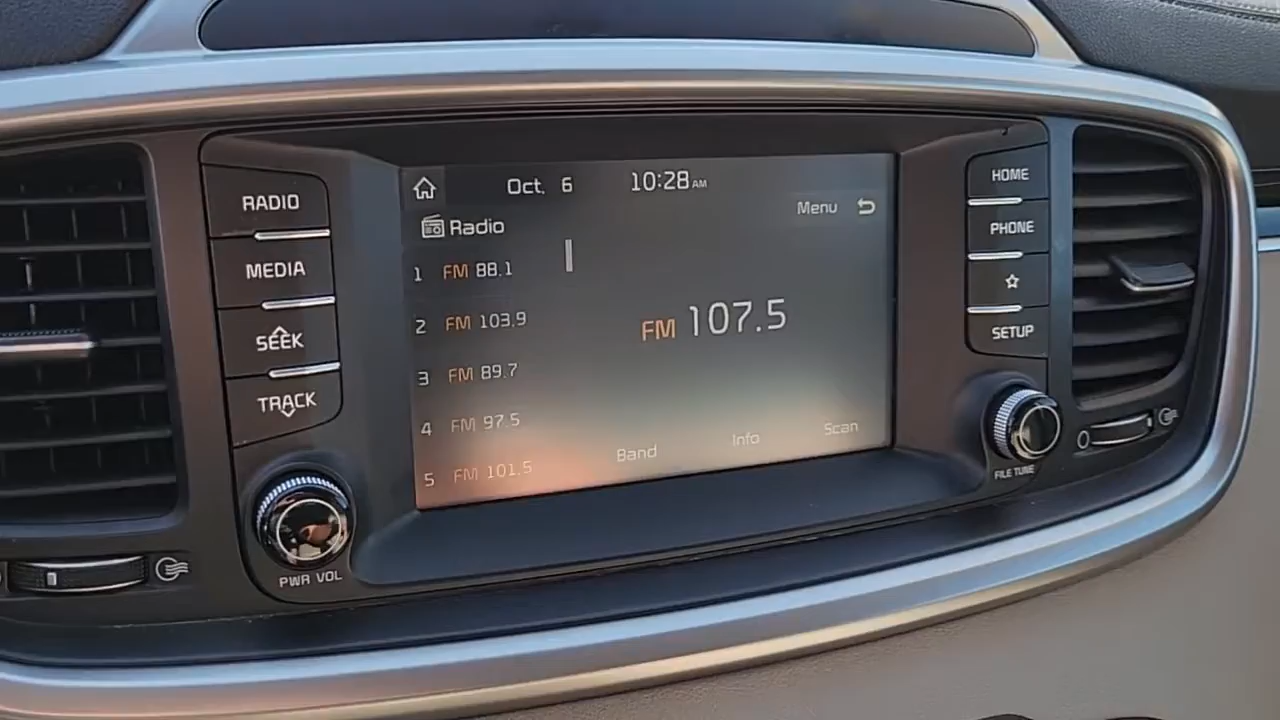 RADIO
MEDIA
SEEK
TRACK
PWR VOL
Oct. 6 10:28 AM
Menu
Radio
1 FM 88.1
2 FM 103.9
3 FM 89.7
4 FM 97.5
5 FM 101.5
FM 107.5
Band Info Scan
HOME
PHONE
SETUP
FILE TUNE